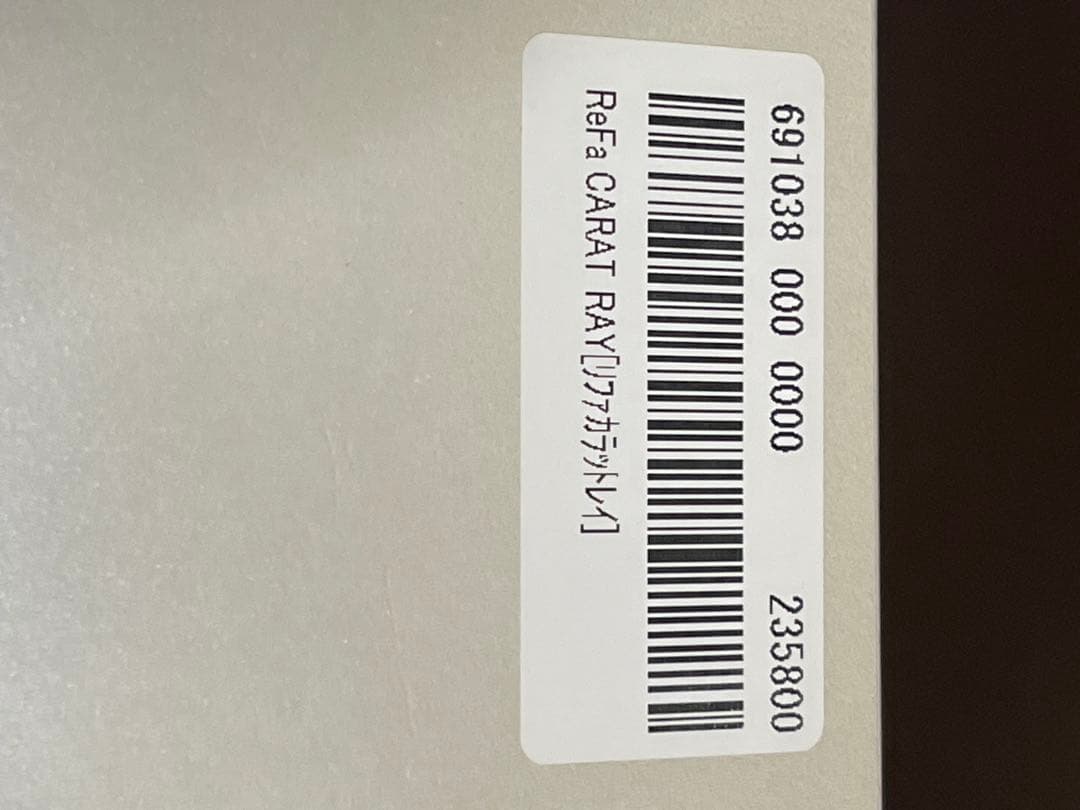 691038 000 0000 235800
ReFa CARAT RAY[ﾘﾌｧｶﾗｯﾄﾚｲ]